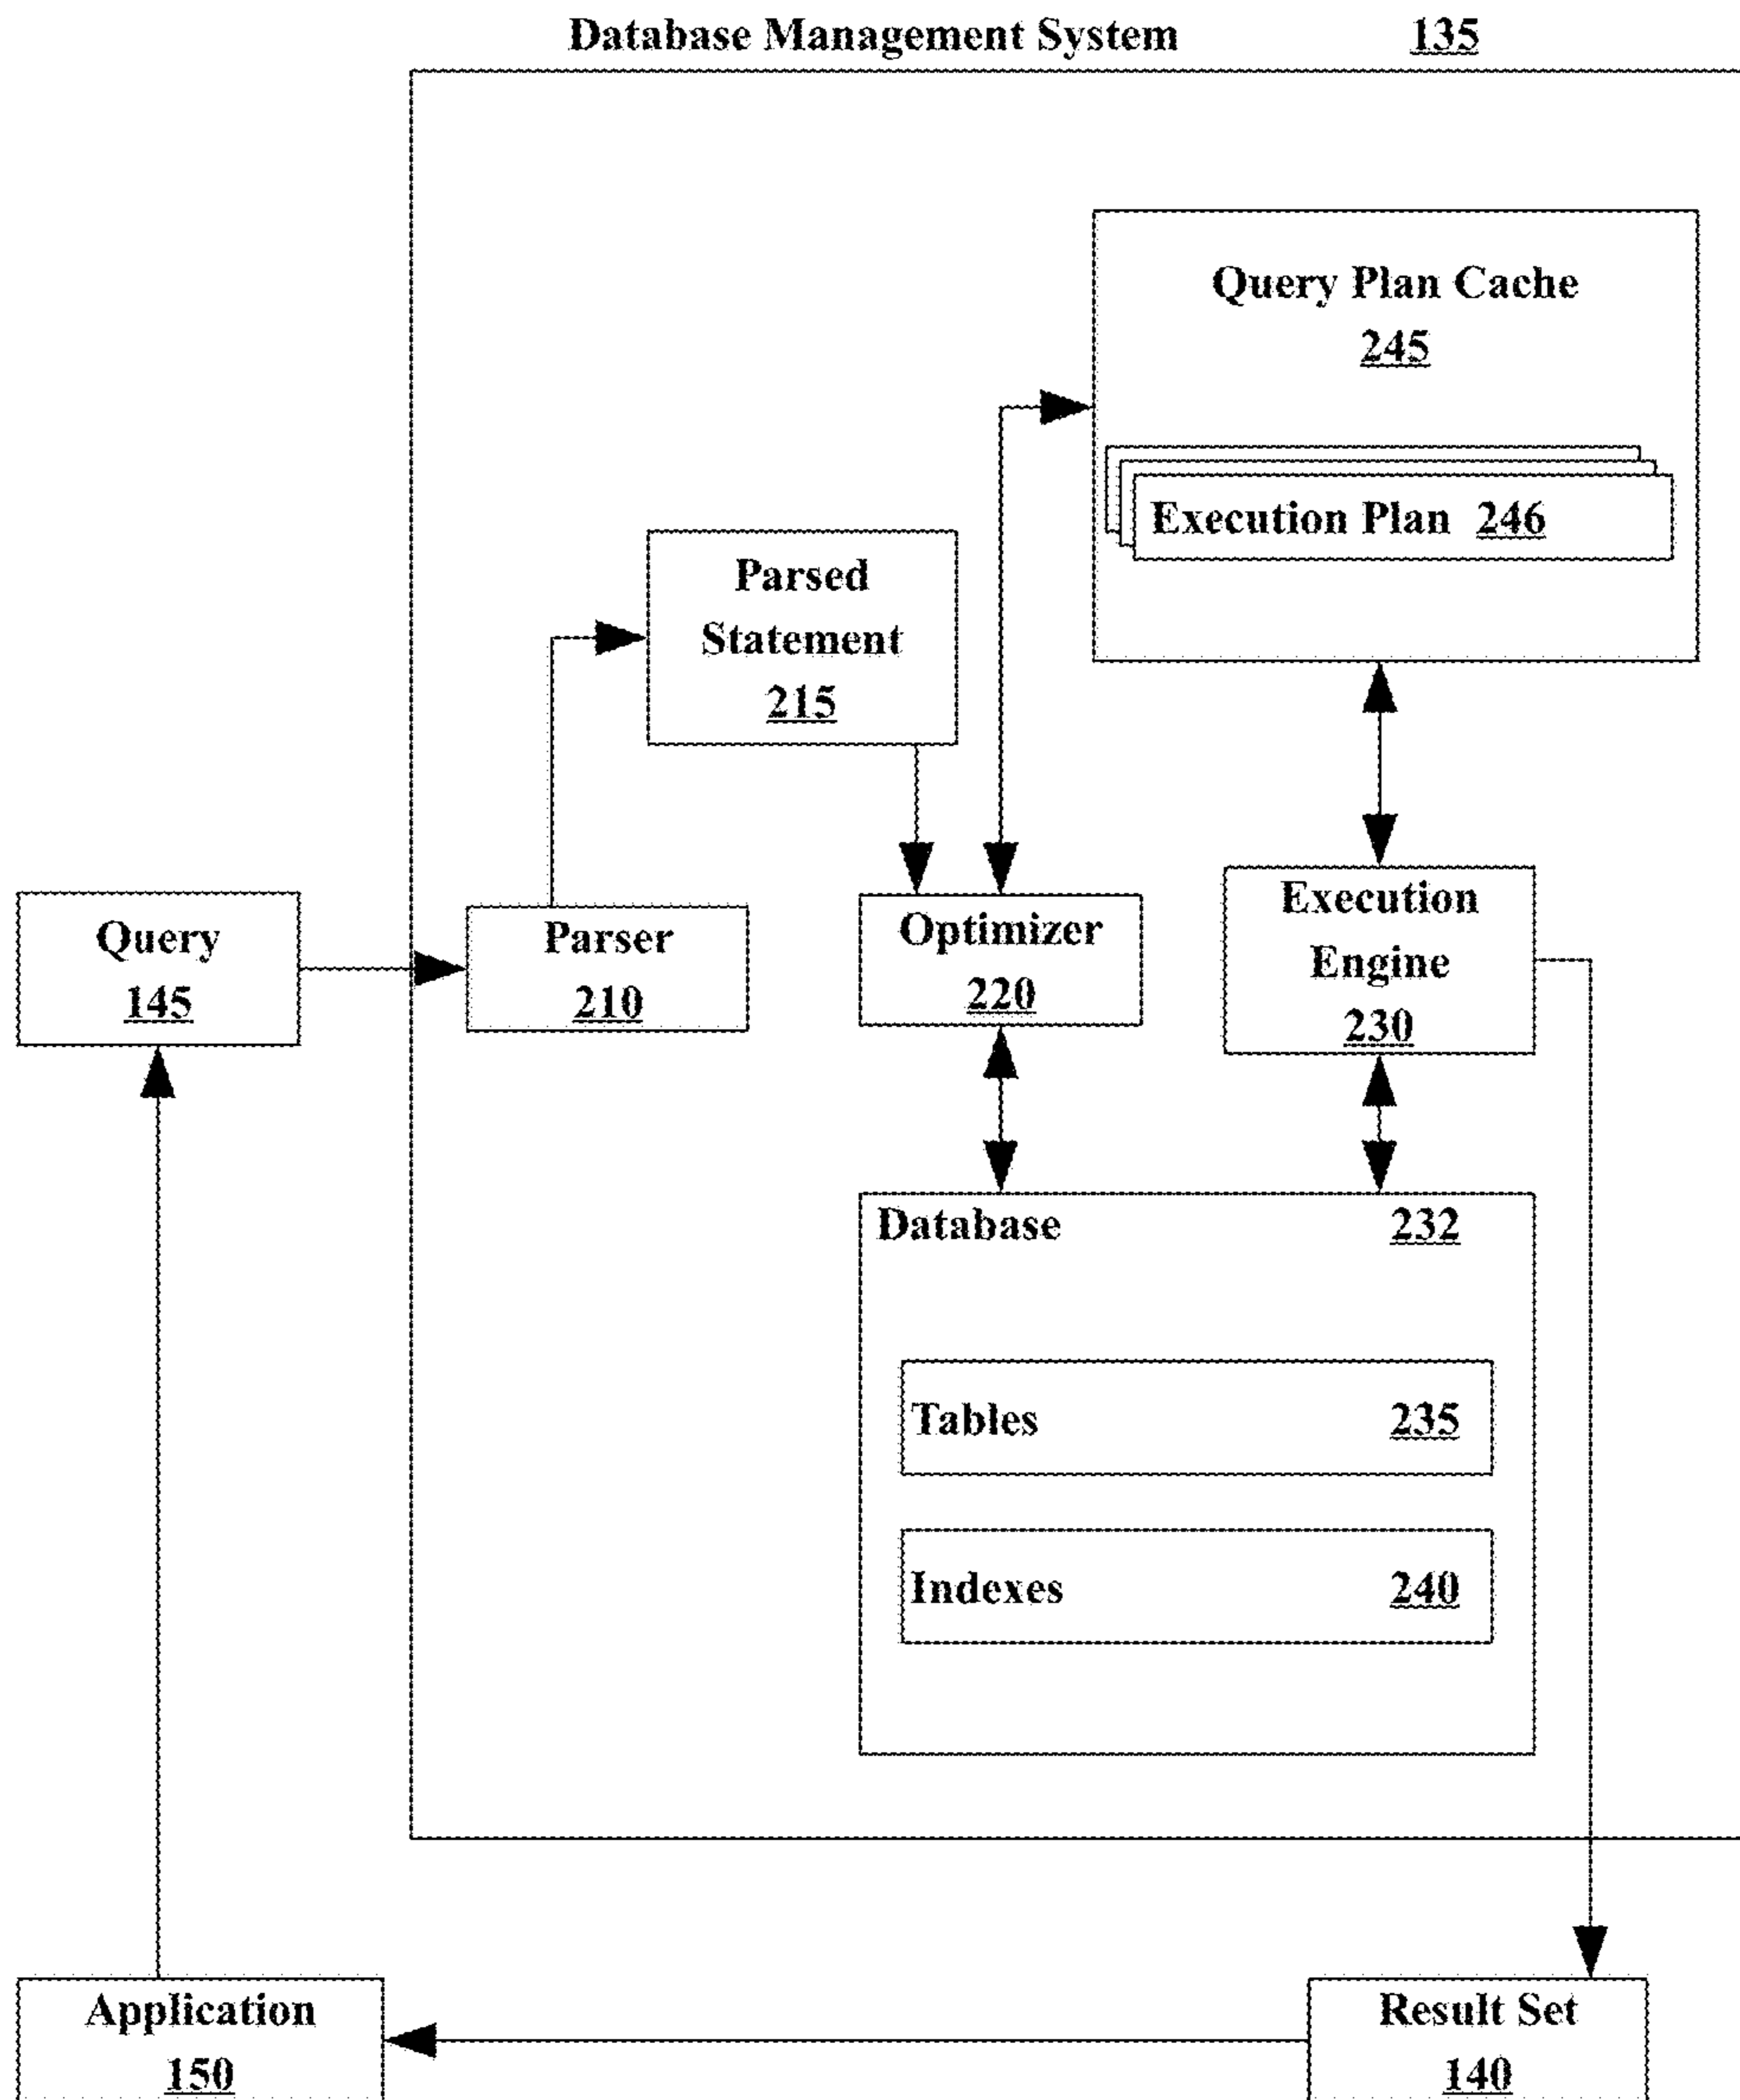 Database Management System 135
Query Plan Cache
245
Execution Plan 246
Parsed
Statement
215
Query
145
Parser
210
Optimizer
220
Execution
Engine
230
Database 232
Tables 235
Indexes 240
Application
150
Result Set
140